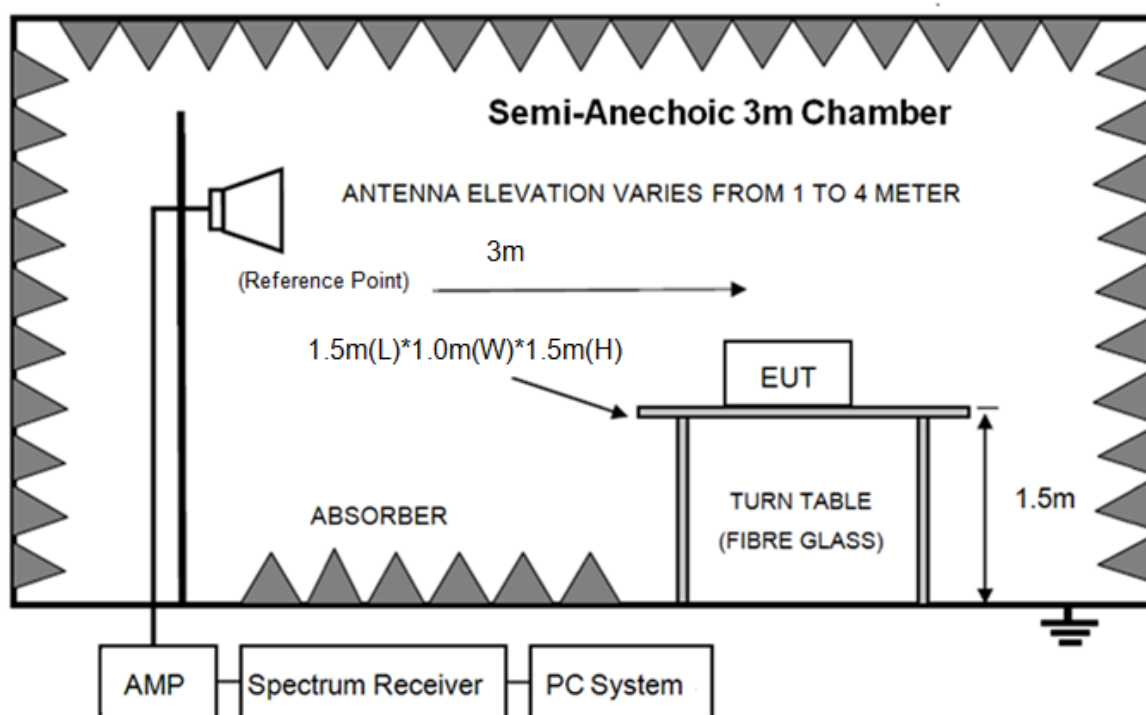 Semi-Anechoic 3m Chamber
ANTENNA ELEVATION VARIES FROM 1 TO 4 METER
3m
(Reference Point)
1.5m(L)*1.0m(W)*1.5m(H)
EUT
ABSORBER
TURN TABLE
(FIBRE GLASS)
1.5m
AMP
Spectrum Receiver
PC System